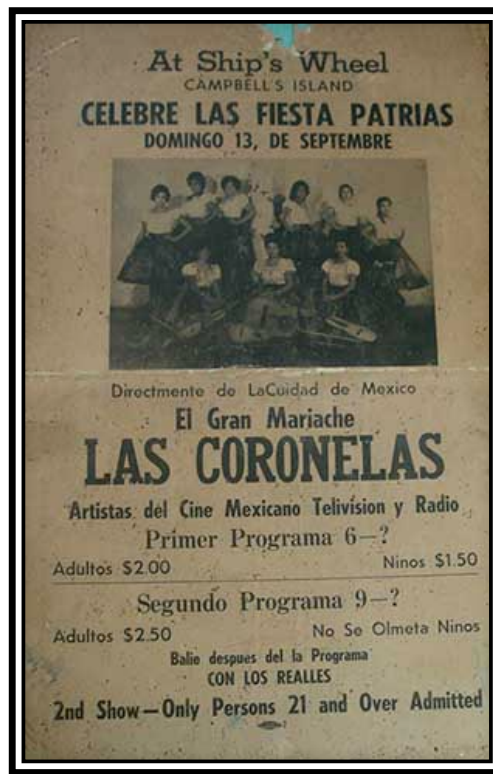 At Ship's Wheel
CAMPBELL'S ISLAND
CELEBRE LAS FIESTA PATRIAS
DOMINGO 13, DE SEPTEMBRE
Directmente de LaCuidad de Mexico
El Gran Mariache
LAS CORONELAS
Artistas del Cine Mexicano Telivision y Radio
Primer Programa 6—?
Adultos $2.00 Ninos $1.50
Segundo Programa 9—?
Adultos $2.50 No Se Olmeta Ninos
Balie despues del la Programa
CON LOS REALLES
2nd Show—Only Persons 21 and Over Admitted